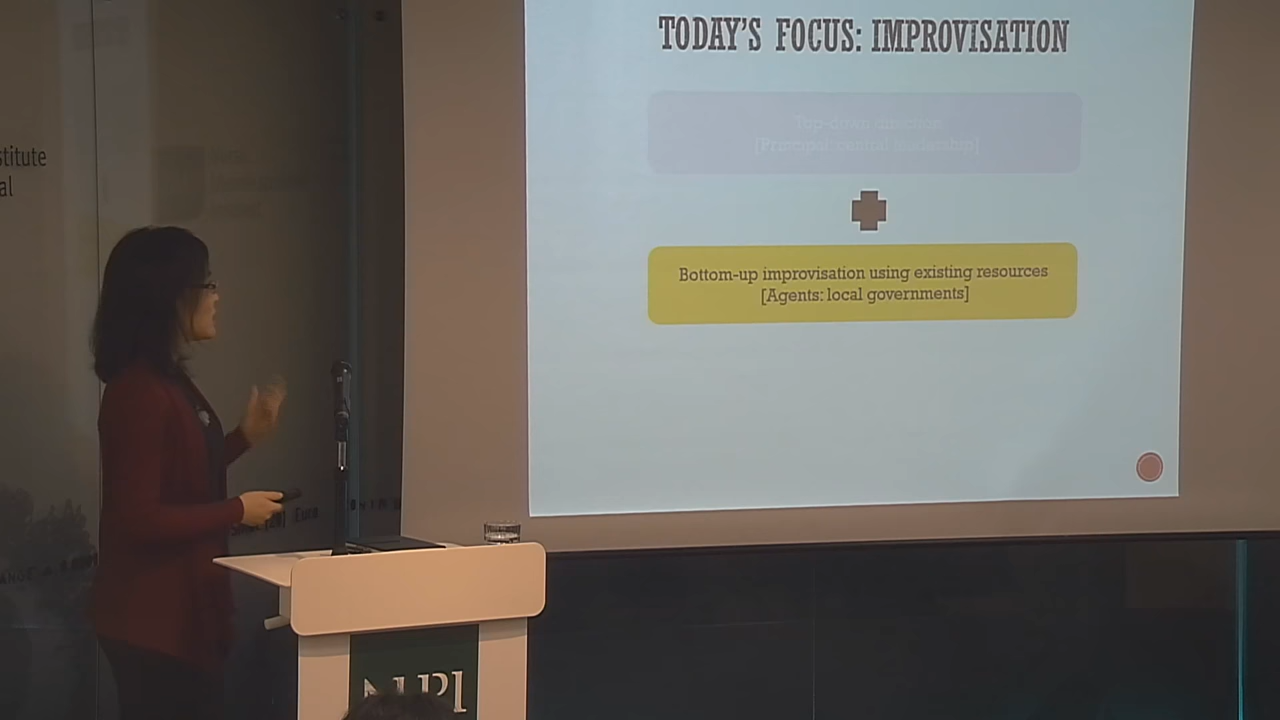 TODAY'S FOCUS: IMPROVISATION
Top-down direction
[Principal: central leadership]
Bottom-up improvisation using existing resources
[Agents: local governments]
stitute
al